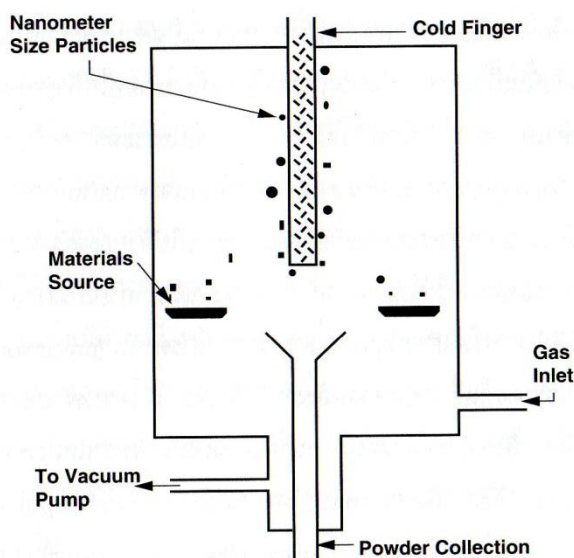 Nanometer
Size Particles
Cold Finger
Materials
Source
Gas
Inlet
To Vacuum
Pump
Powder Collection